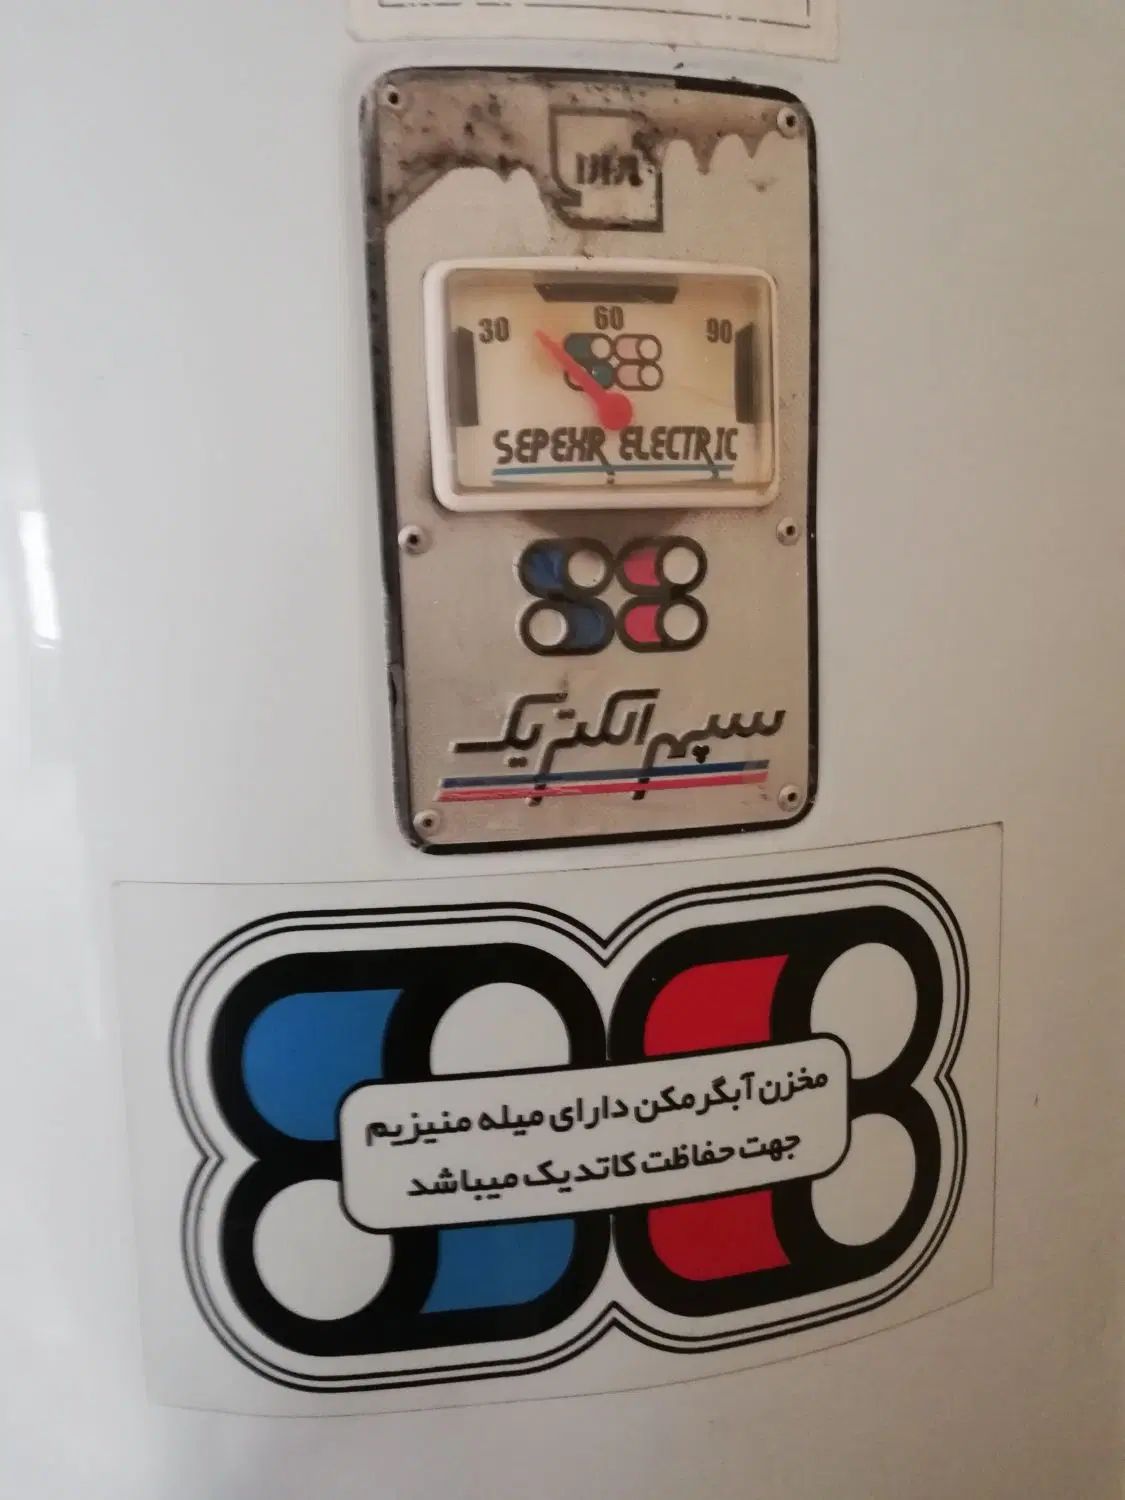 30 60 90
SEPEHR ELECTRIC
سپهر الکتریک
مخزن آبگرمکن دارای میله منیزیم
جهت حفاظت کاتدیک میباشد